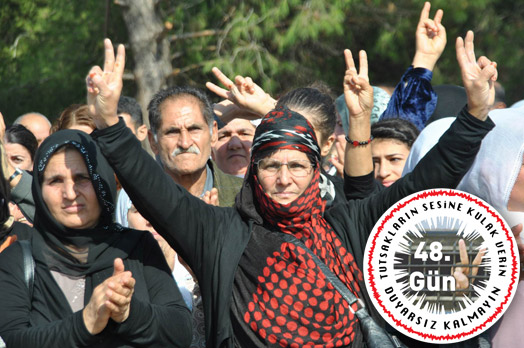 TUTSAKLARIN SESİNE KULAK VERİN
48.
Gün
DUYARSIZ KALMAYIN